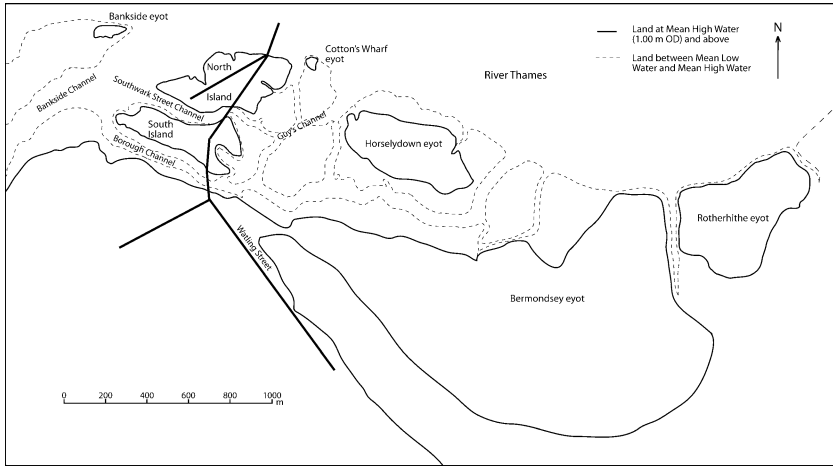 Bankside eyot
Cotton's Wharf
eyot
North
Island
Land at Mean High Water
(1.00 m OD) and above
Land between Mean Low
Water and Mean High Water
N
River Thames
Bankside Channel
Southwark Street Channel
South
Island
Guy's Channel
Borough Channel
Horselydown eyot
Rotherhithe eyot
Watling Street
Bermondsey eyot
0 200 400 600 800 1000
m